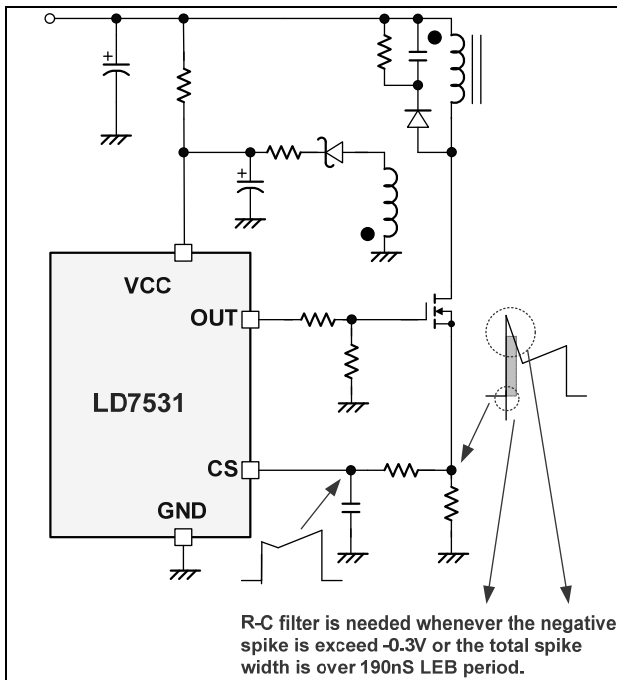 +
+
VCC
OUT
LD7531
CS
GND
R-C filter is needed whenever the negative
spike is exceed -0.3V or the total spike
width is over 190nS LEB period.